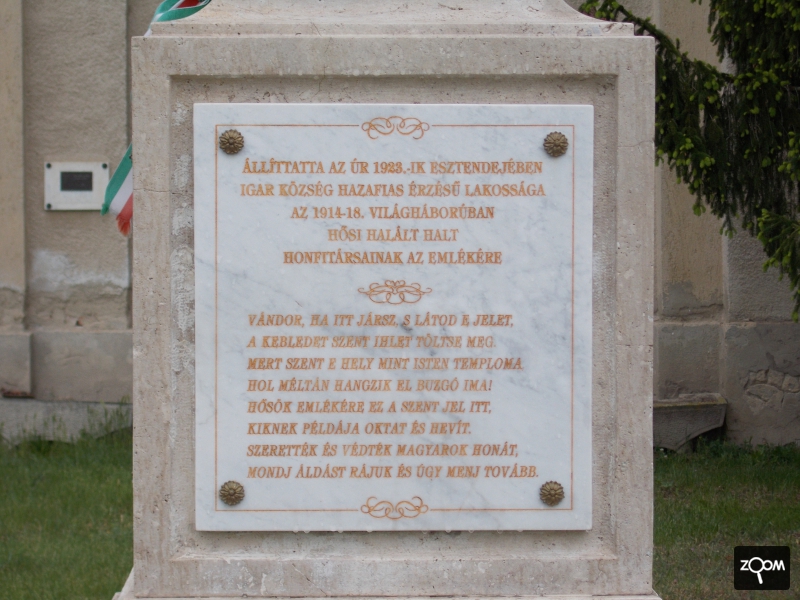 ÁLLÍTTATTA AZ ÚR 1923.-IK ESZTENDEJÉBEN
IGAR KÖZSÉG HAZAFIAS ÉRZÉSŰ LAKOSSÁGA
AZ 1914-18. VILÁGHÁBORÚBAN
HŐSI HALÁLT HALT
HONFITÁRSAINAK AZ EMLÉKÉRE
VÁNDOR, HA ITT JÁRSZ, S LÁTOD E JELET,
A KEBLEDET SZENT IHLET TÖLTSE MEG.
MERT SZENT E HELY MINT ISTEN TEMPLOMA
HOL MÉLTÁN HANGZIK EL BUZGÓ IMA!
HŐSÖK EMLÉKÉRE EZ A SZENT JEL ITT,
KIKNEK PÉLDÁJA OKTAT ÉS HEVÍT.
SZERETTÉK ÉS VÉDTÉK MAGYAROK HONÁT,
MONDJ ÁLDÁST RÁJUK ÉS ÚGY MENJ TOVÁBB.
ZOOM